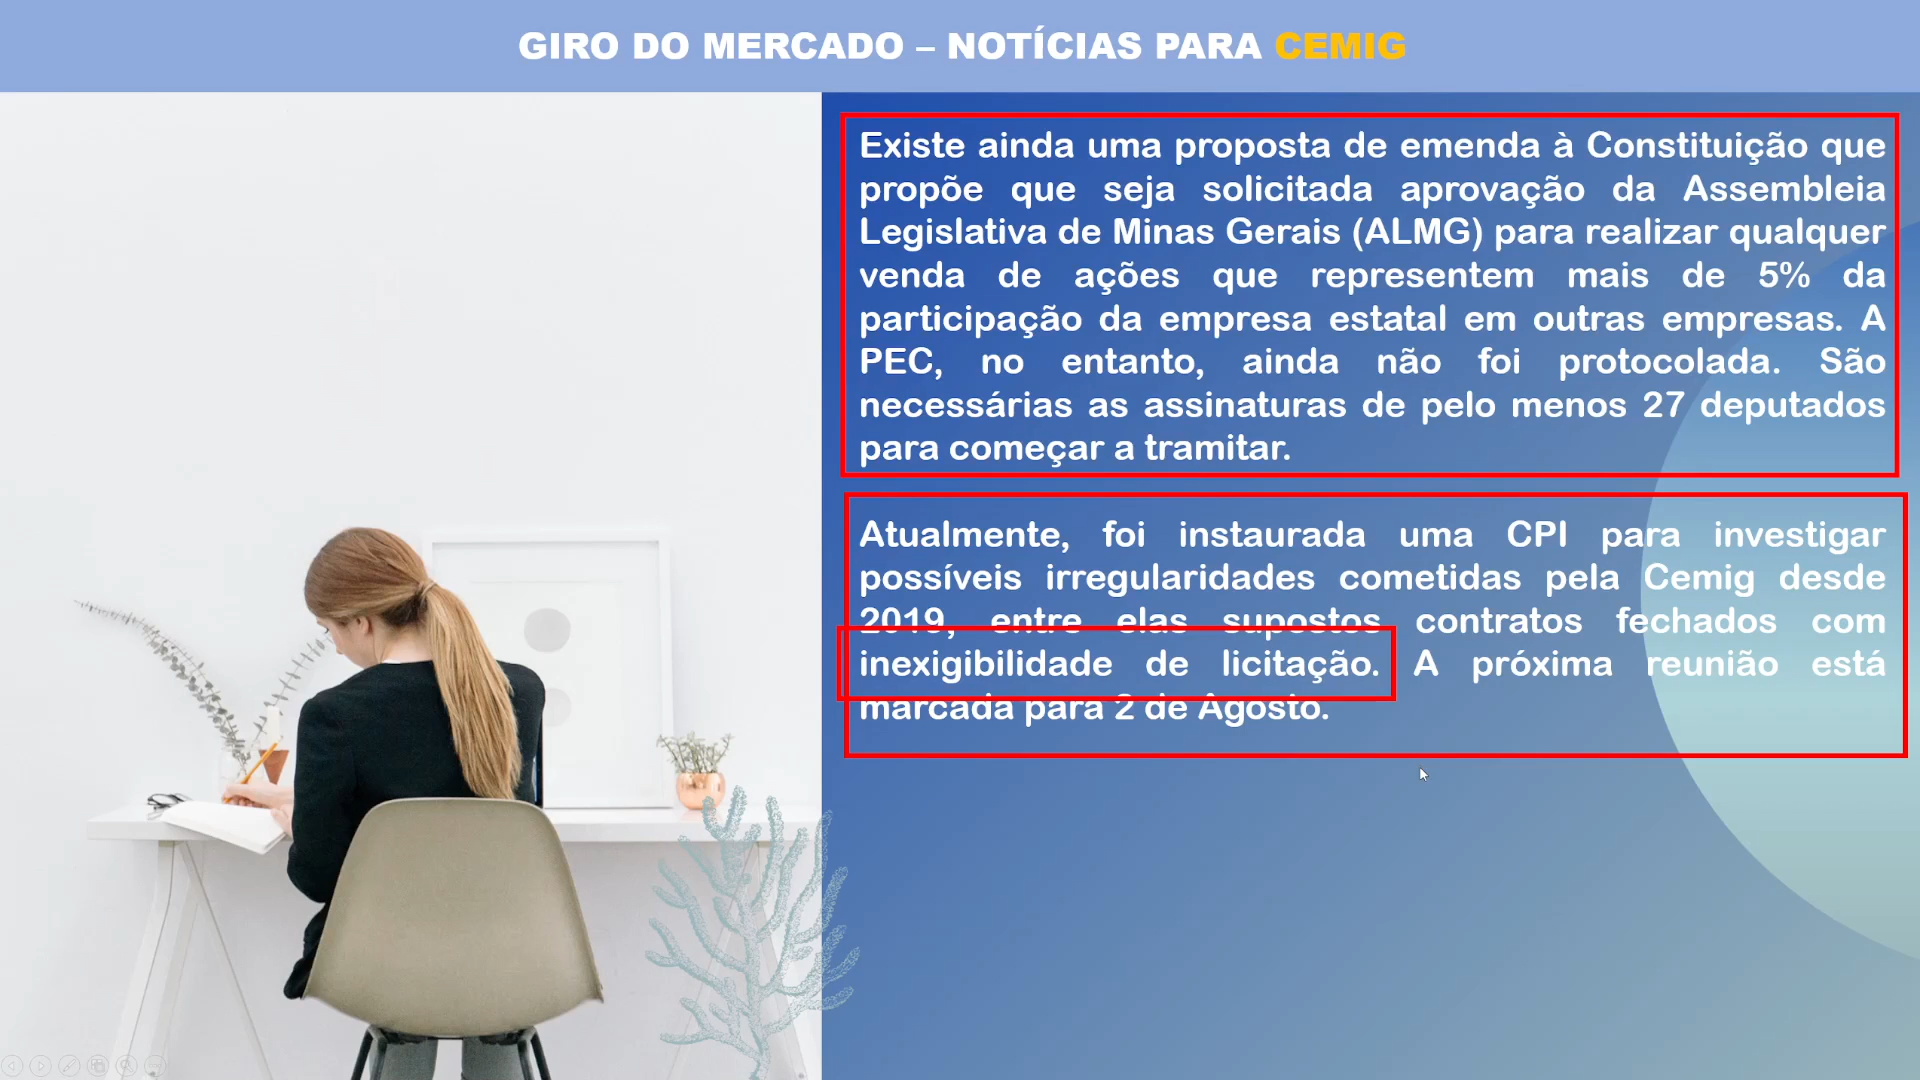 GIRO DO MERCADO – NOTÍCIAS PARA CEMIG
Existe ainda uma proposta de emenda à Constituição que
propõe que seja solicitada aprovação da Assembleia
Legislativa de Minas Gerais (ALMG) para realizar qualquer
venda de ações que representem mais de 5% da
participação da empresa estatal em outras empresas. A
PEC, no entanto, ainda não foi protocolada. São
necessárias as assinaturas de pelo menos 27 deputados
para começar a tramitar.
Atualmente, foi instaurada uma CPI para investigar
possíveis irregularidades cometidas pela Cemig desde
2019, entre elas supostos contratos fechados com
inexigibilidade de licitação. A próxima reunião está
marcada para 2 de Agosto.